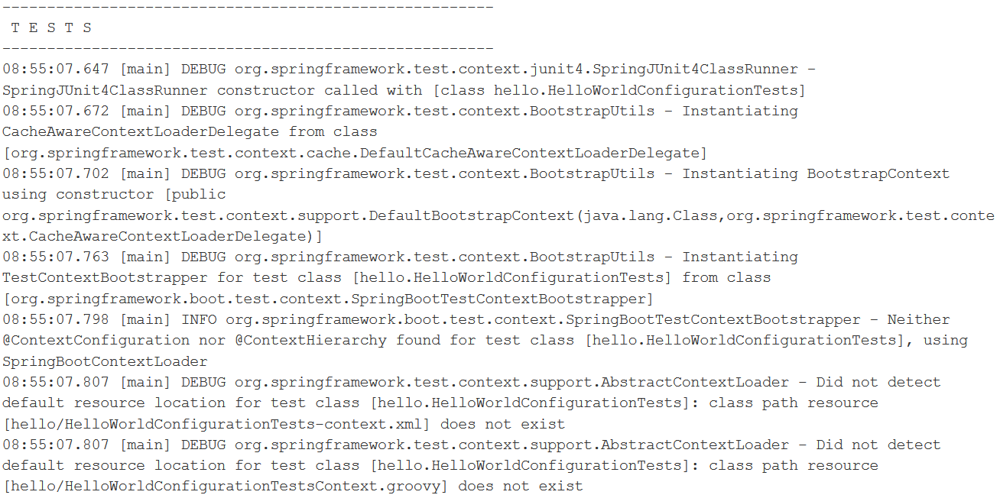 -------------------------------------------------------
 T E S T S
-------------------------------------------------------
08:55:07.647 [main] DEBUG org.springframework.test.context.junit4.SpringJUnit4ClassRunner -
SpringJUnit4ClassRunner constructor called with [class hello.HelloWorldConfigurationTests]
08:55:07.672 [main] DEBUG org.springframework.test.context.BootstrapUtils - Instantiating
CacheAwareContextLoaderDelegate from class
[org.springframework.test.context.cache.DefaultCacheAwareContextLoaderDelegate]
08:55:07.702 [main] DEBUG org.springframework.test.context.BootstrapUtils - Instantiating BootstrapContext
using constructor [public
org.springframework.test.context.support.DefaultBootstrapContext(java.lang.Class,org.springframework.test.conte
xt.CacheAwareContextLoaderDelegate)]
08:55:07.763 [main] DEBUG org.springframework.test.context.BootstrapUtils - Instantiating
TestContextBootstrapper for test class [hello.HelloWorldConfigurationTests] from class
[org.springframework.boot.test.context.SpringBootTestContextBootstrapper]
08:55:07.798 [main] INFO org.springframework.boot.test.context.SpringBootTestContextBootstrapper - Neither
@ContextConfiguration nor @ContextHierarchy found for test class [hello.HelloWorldConfigurationTests], using
SpringBootContextLoader
08:55:07.807 [main] DEBUG org.springframework.test.context.support.AbstractContextLoader - Did not detect
default resource location for test class [hello.HelloWorldConfigurationTests]: class path resource
[hello/HelloWorldConfigurationTests-context.xml] does not exist
08:55:07.807 [main] DEBUG org.springframework.test.context.support.AbstractContextLoader - Did not detect
default resource location for test class [hello.HelloWorldConfigurationTests]: class path resource
[hello/HelloWorldConfigurationTestsContext.groovy] does not exist